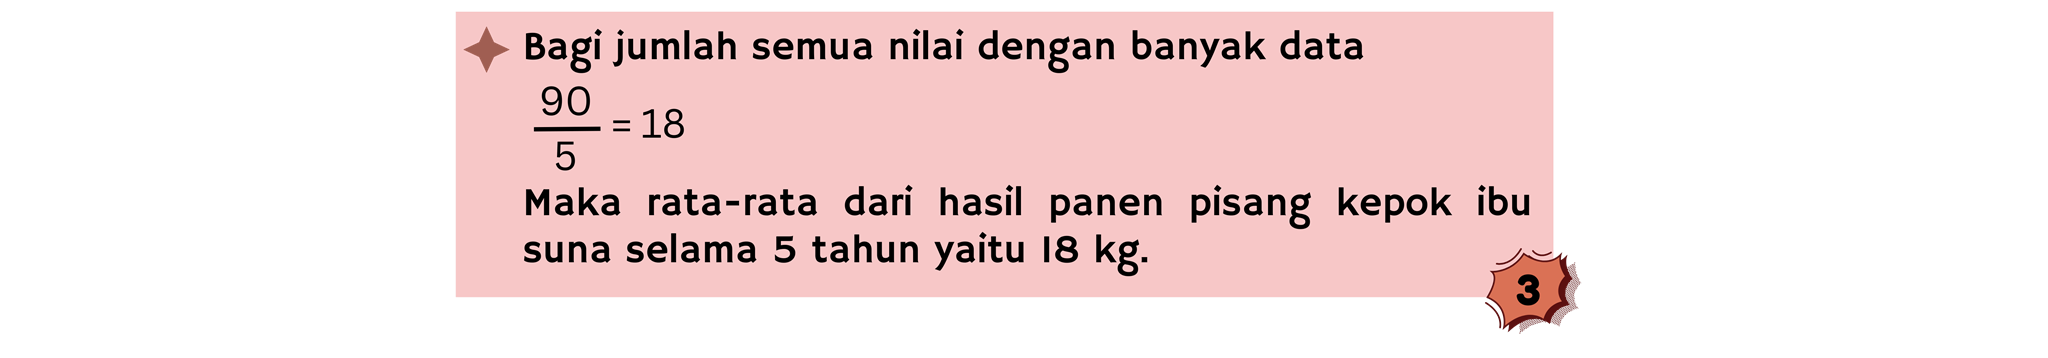 Bagi jumlah semua nilai dengan banyak data
90
5
= 18
Maka rata-rata dari hasil panen pisang kepok ibu
suna selama 5 tahun yaitu 18 kg.
3